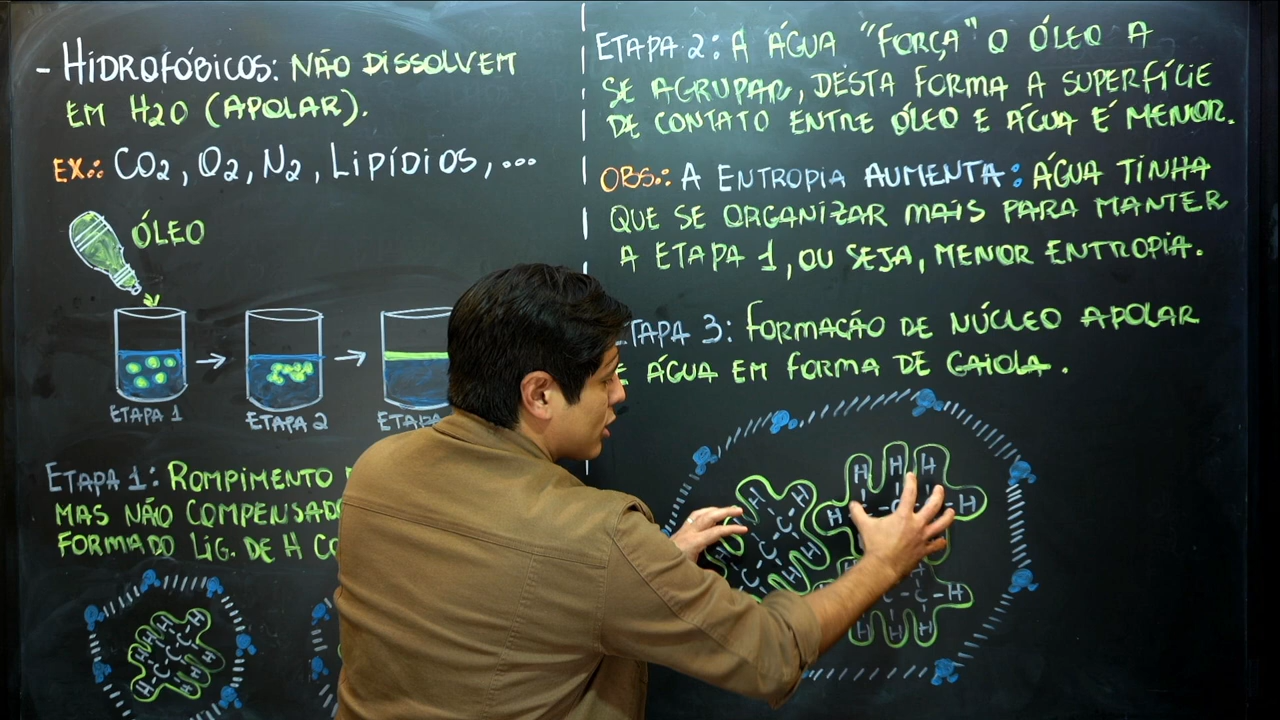 - HIDROFÓBICOS: NÃO DISSOLVEM
EM H2O (APOLAR).
EX.: CO2, O2, N2, LIPÍDIOS, ...
ÓLEO
ETAPA 1
ETAPA 2
ETAPA 1: ROMPIMENTO
MAS NÃO COMPENSADO
FORMADO LIG. DE H
H H H H H H H
C C C
ETAPA 2: A ÁGUA "FORÇA" O ÓLEO A
SE AGRUPAR, DESTA FORMA A SUPERFÍCIE
DE CONTATO ENTRE ÓLEO E ÁGUA É MENOR.
OBS.: A ENTROPIA AUMENTA: ÁGUA TINHA
QUE SE ORGANIZAR MAIS PARA MANTER
A ETAPA 1, OU SEJA, MENOR ENTROPIA.
ETAPA 3: FORMAÇÃO DE NÚCLEO APOLAR
E ÁGUA EM FORMA DE GAIOLA.
H H H
H H H H
C
H C H
C C - H
H H H